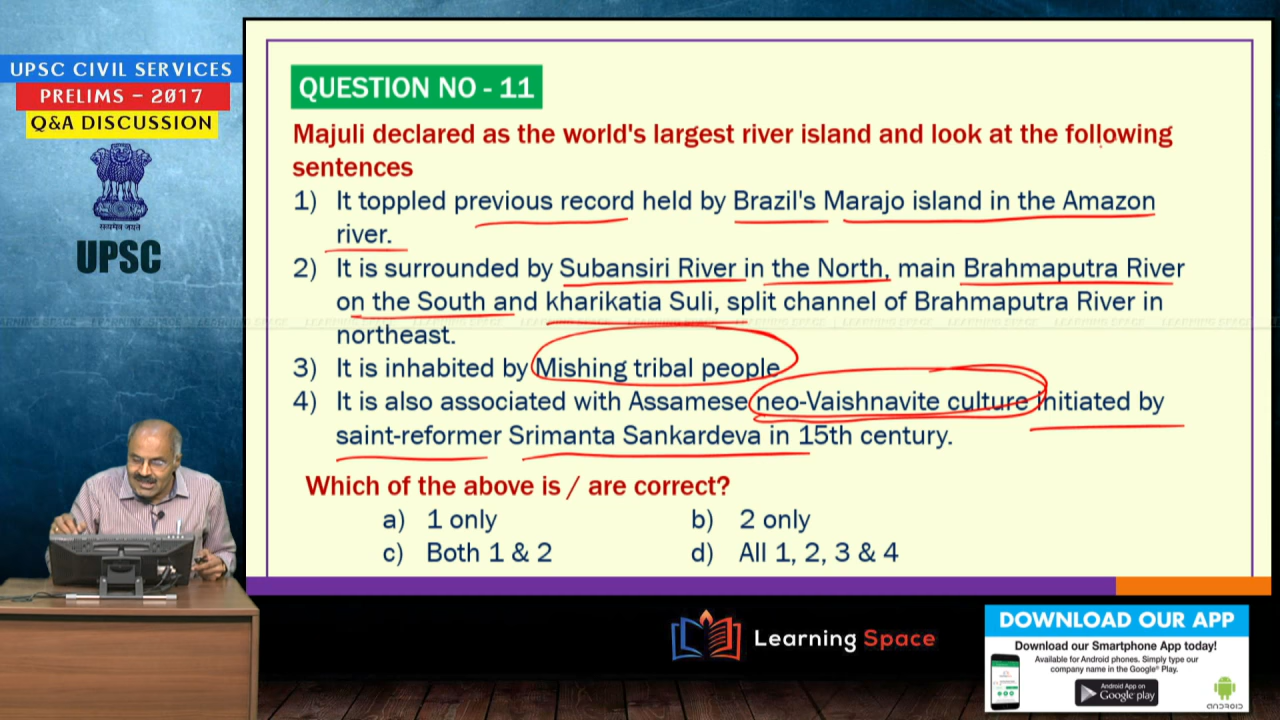 UPSC CIVIL SERVICES
PRELIMS – 2017
Q&A DISCUSSION
सत्यमेव जयते
UPSC
QUESTION NO - 11
Majuli declared as the world's largest river island and look at the following
sentences
1) It toppled previous record held by Brazil's Marajo island in the Amazon
river.
2) It is surrounded by Subansiri River in the North, main Brahmaputra River
on the South and kharikatia Suli, split channel of Brahmaputra River in
northeast.
3) It is inhabited by Mishing tribal people
4) It is also associated with Assamese neo-Vaishnavite culture initiated by
saint-reformer Srimanta Sankardeva in 15th century.
Which of the above is / are correct?
a) 1 only b) 2 only
c) Both 1 & 2 d) All 1, 2, 3 & 4
Learning Space
DOWNLOAD OUR APP
Download our Smartphone App today!
Available for Android phones. Simply type our
company name in the Google® Play.
Android App on
Google play
ANDROID